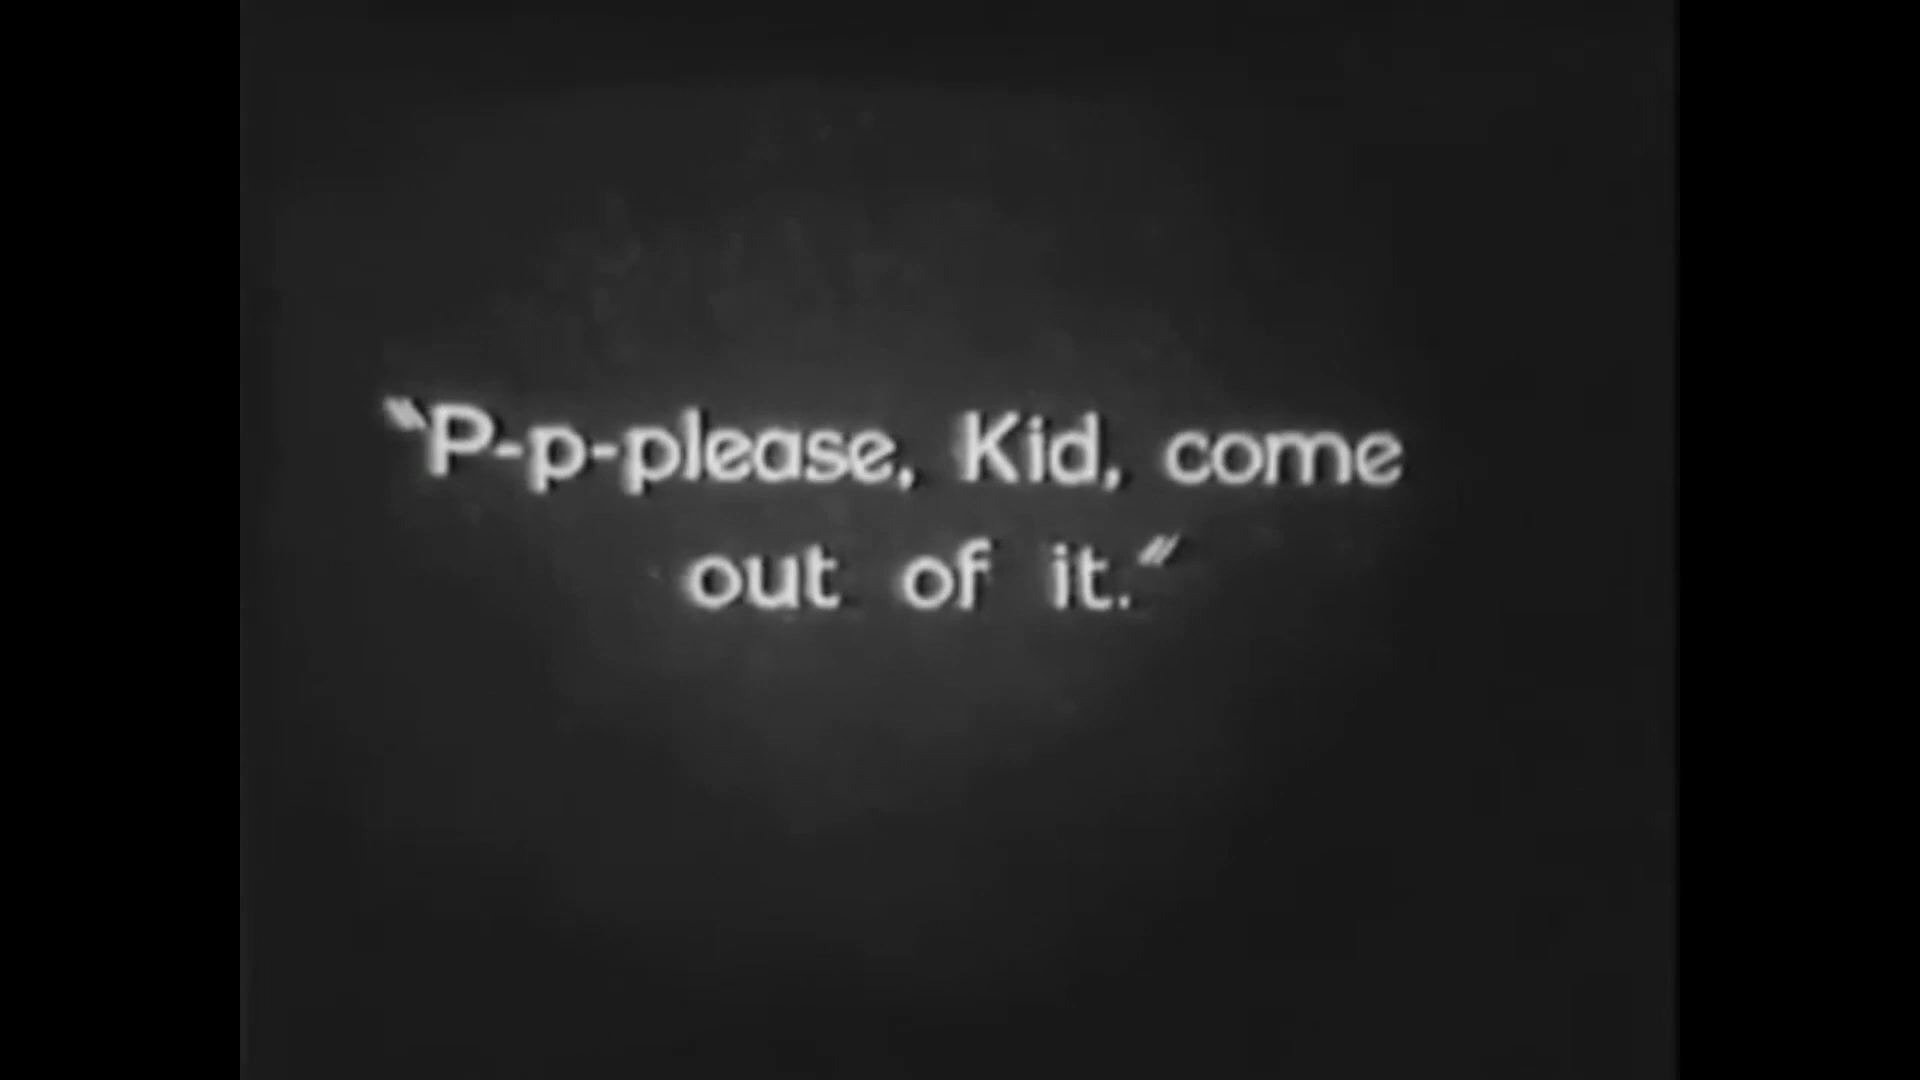 "P-p-please, Kid, come
out of it."